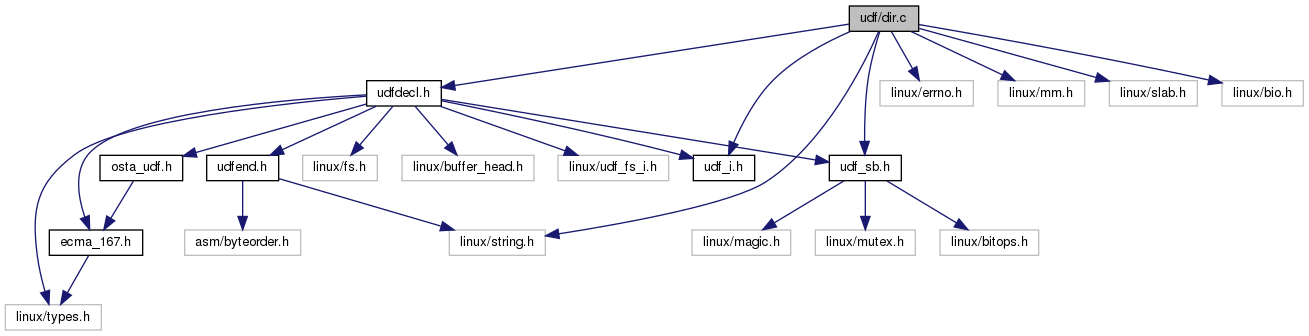 udf/dir.c
udfdecl.h
linux/errno.h
linux/mm.h
linux/slab.h
linux/bio.h
osta_udf.h
udfend.h
linux/fs.h
linux/buffer_head.h
linux/udf_fs_i.h
udf_i.h
udf_sb.h
ecma_167.h
asm/byteorder.h
linux/string.h
linux/magic.h
linux/mutex.h
linux/bitops.h
linux/types.h